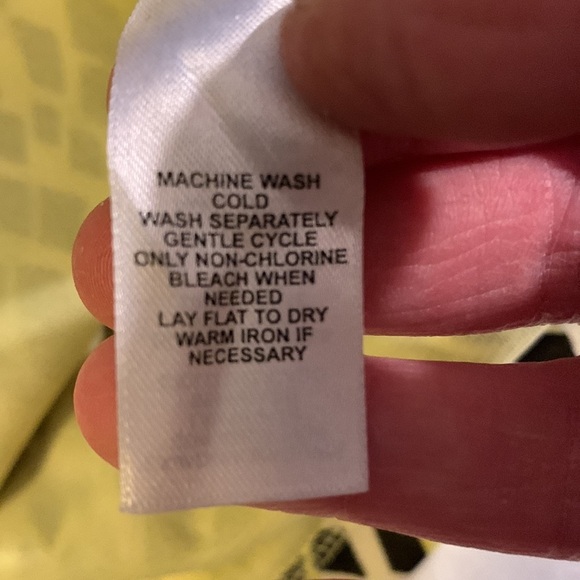 MACHINE WASH
COLD
WASH SEPARATELY
GENTLE CYCLE
ONLY NON-CHLORINE
BLEACH WHEN
NEEDED
LAY FLAT TO DRY
WARM IRON IF
NECESSARY